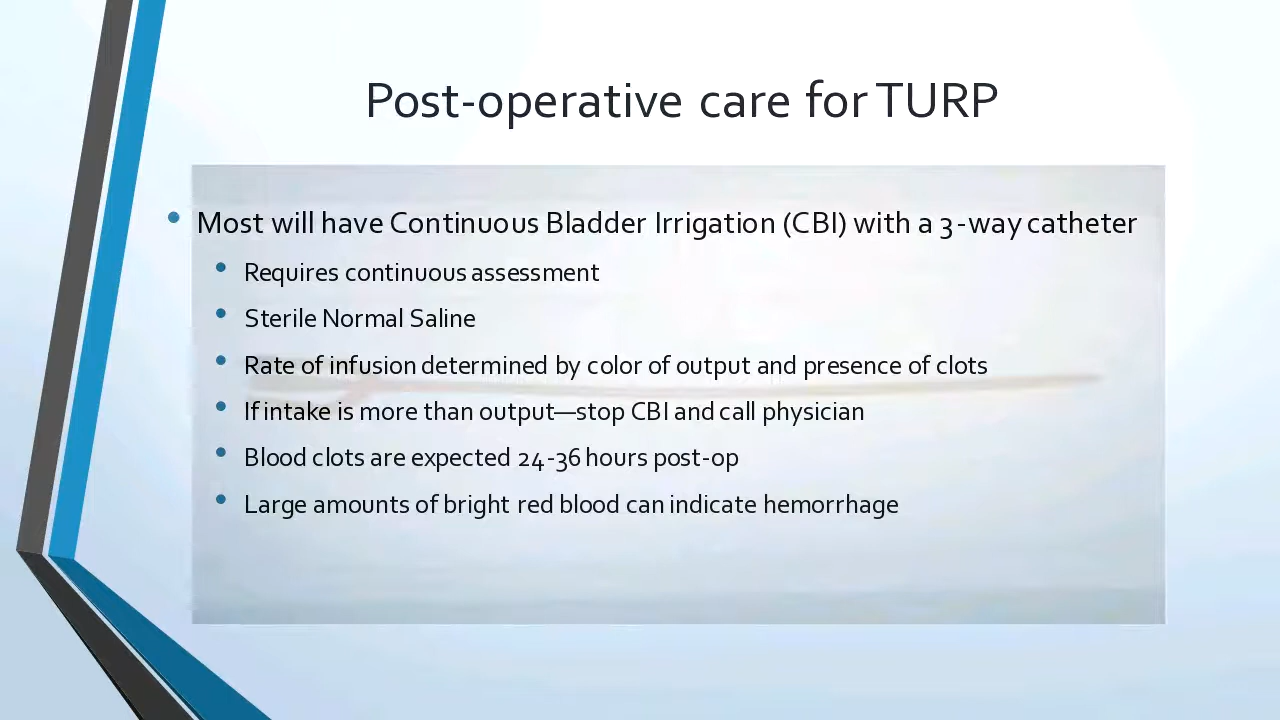 Post-operative care for TURP
• Most will have Continuous Bladder Irrigation (CBI) with a 3-way catheter
• Requires continuous assessment
• Sterile Normal Saline
• Rate of infusion determined by color of output and presence of clots
• If intake is more than output—stop CBI and call physician
• Blood clots are expected 24-36 hours post-op
• Large amounts of bright red blood can indicate hemorrhage